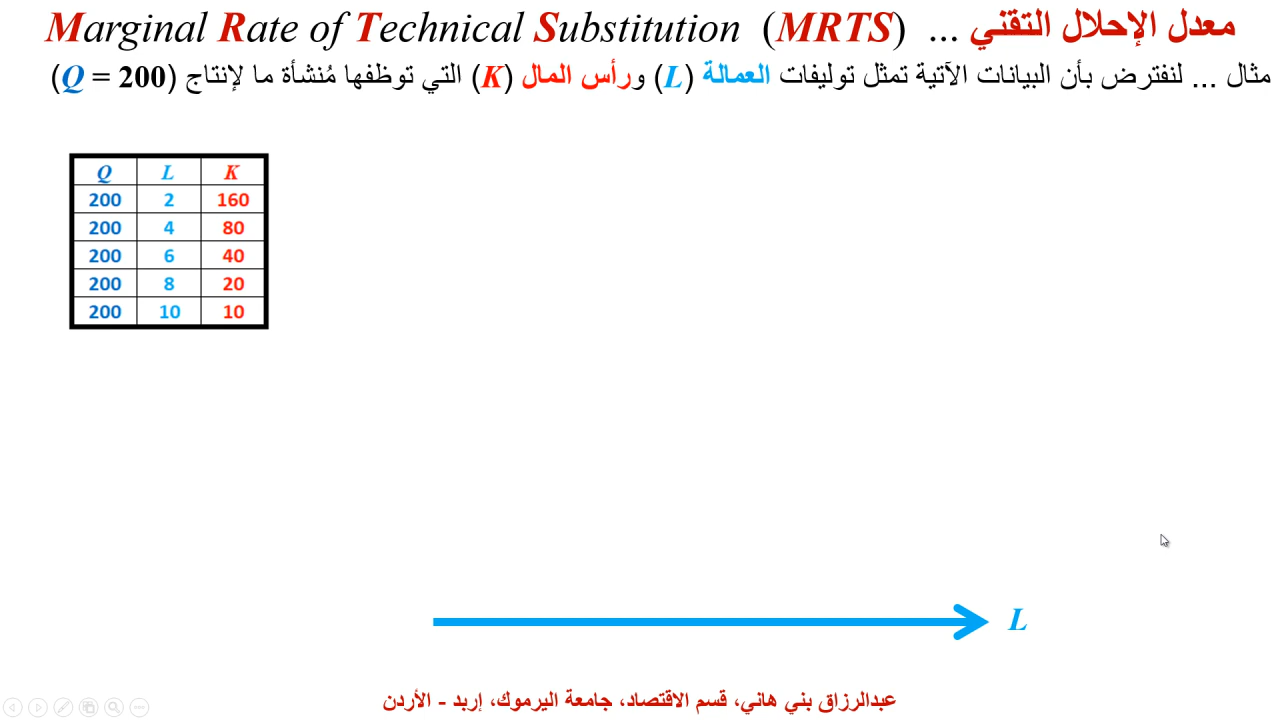 Marginal Rate of Technical Substitution (MRTS) ... معدل الإحلال التقني
مثال ... لنفترض بأن البيانات الآتية تمثل توليفات العمالة (L) ورأس المال (K) التي توظفها مُنشأة ما لإنتاج (Q = 200)
Q L K
200 2 160
200 4 80
200 6 40
200 8 20
200 10 10
L
عبدالرزاق بني هاني، قسم الاقتصاد، جامعة اليرموك، إربد - الأردن